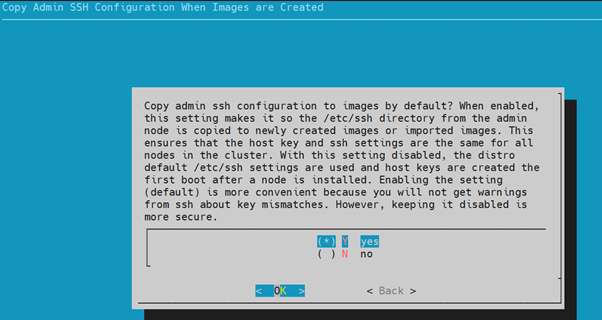 Copy Admin SSH Configuration When Images are Created
Copy admin ssh configuration to images by default? When enabled,
this setting makes it so the /etc/ssh directory from the admin
node is copied to newly created images or imported images. This
ensures that the host key and ssh settings are the same for all
nodes in the cluster. With this setting disabled, the distro
default /etc/ssh settings are used and host keys are created the
first boot after a node is installed. Enabling the setting
(default) is more convenient because you will not get warnings
from ssh about key mismatches. However, keeping it disabled is
more secure.
(*) Y yes
( ) N no
< OK > < Back >